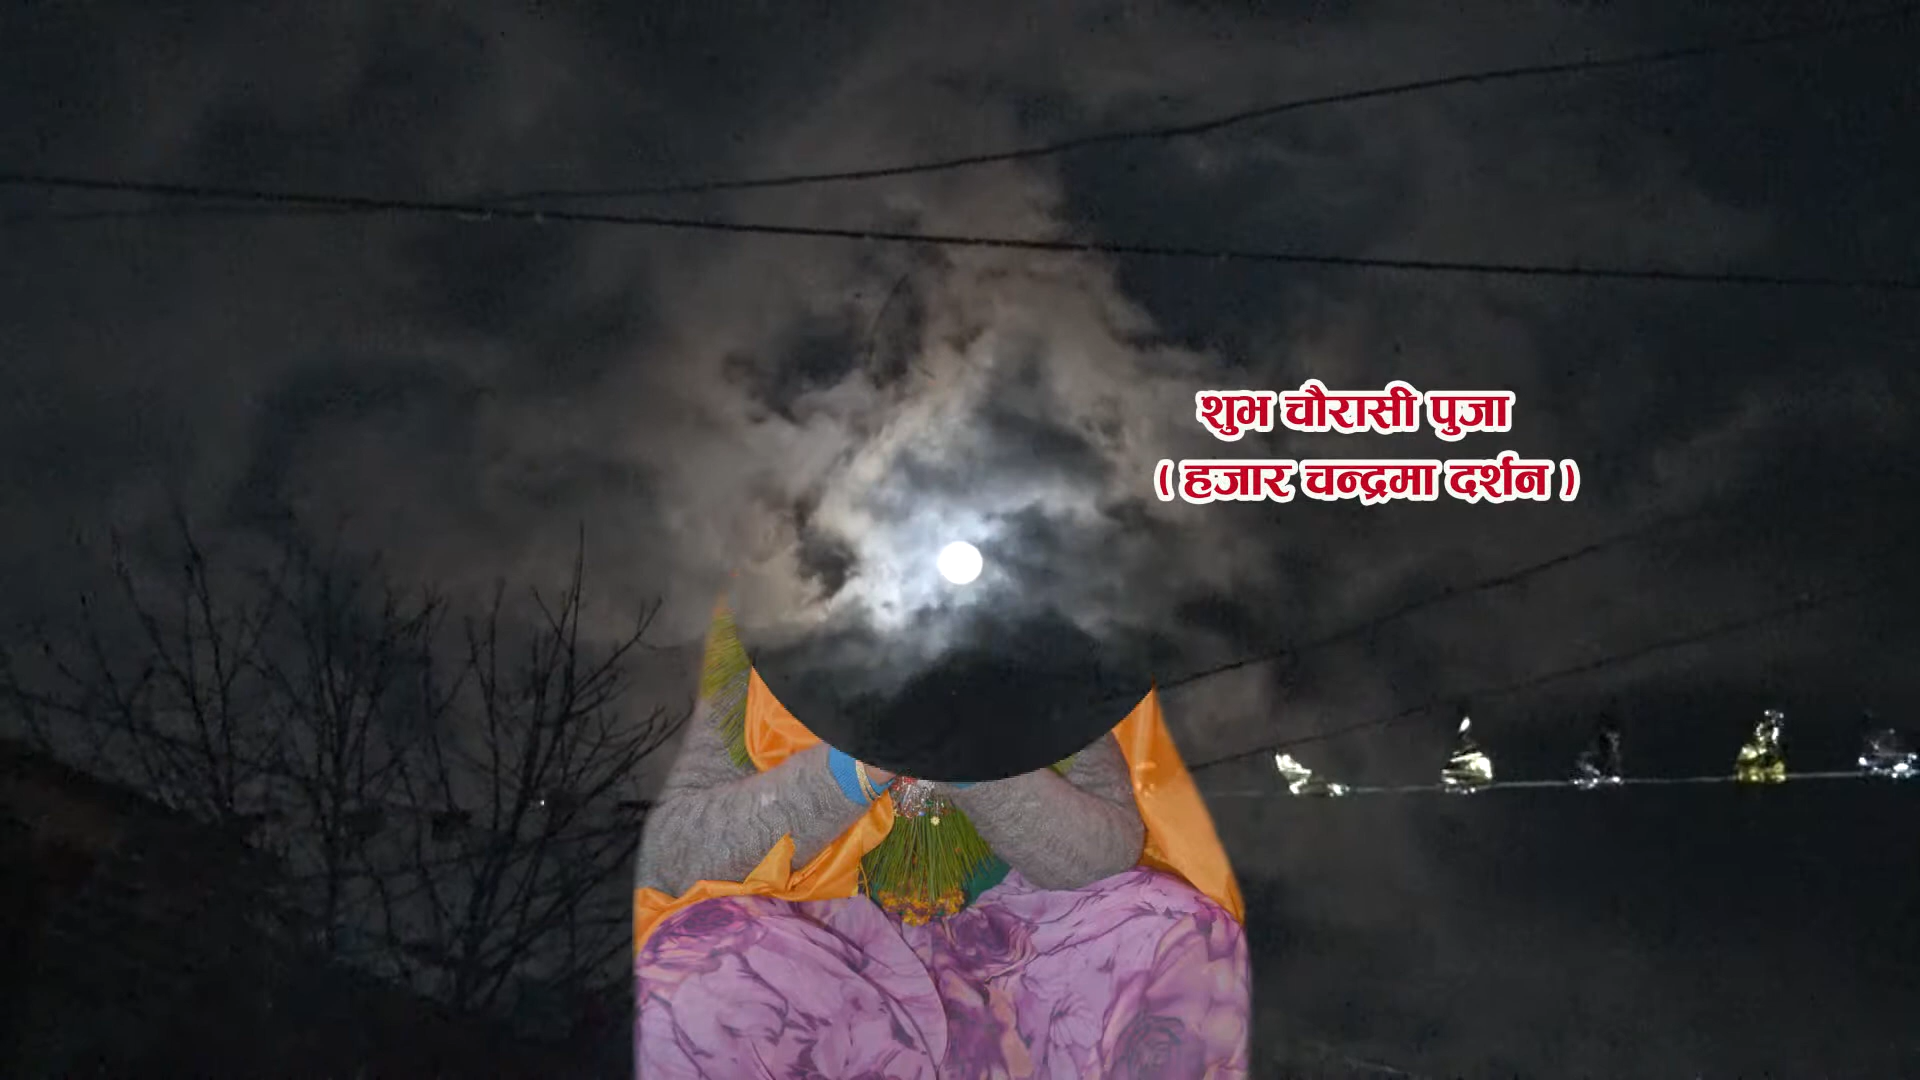 शुभ चौरासी पुजा
( हजार चन्द्रमा दर्शन )